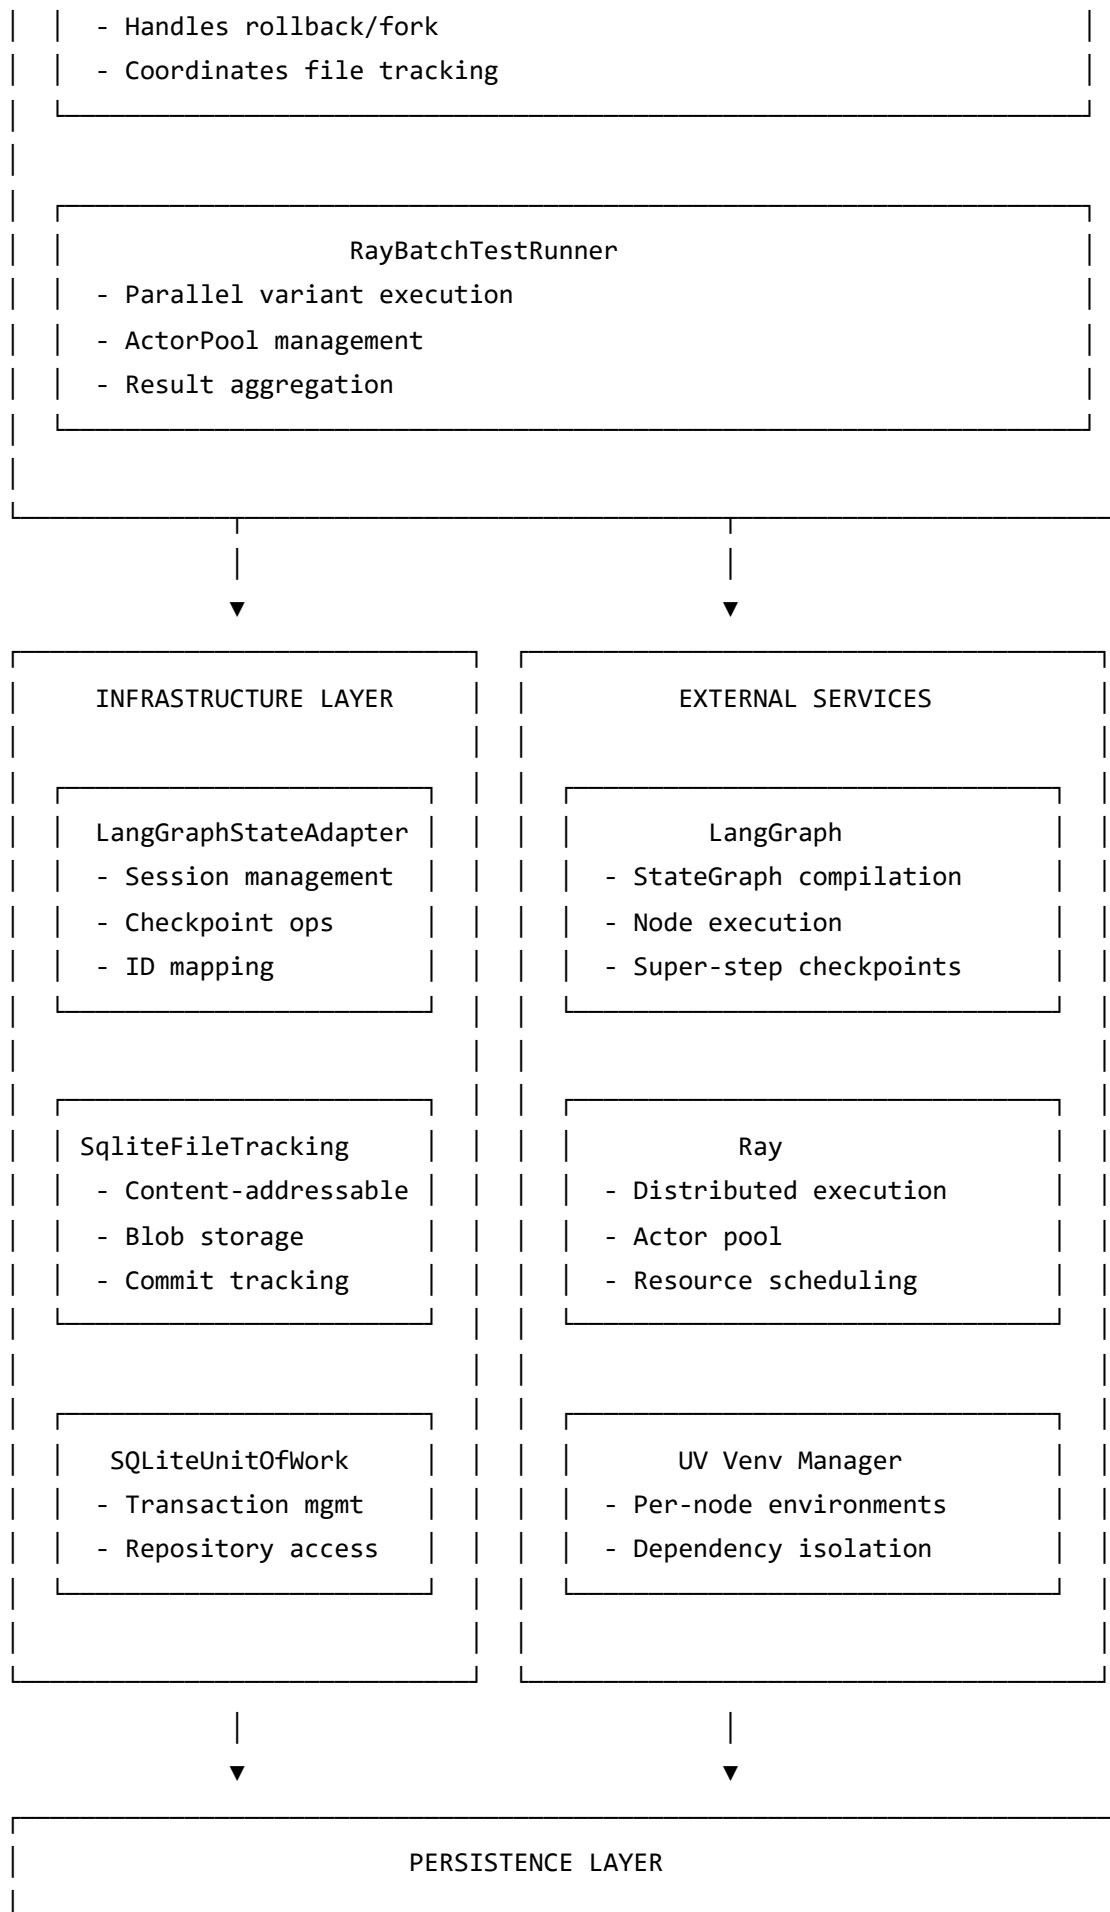 - Handles rollback/fork
- Coordinates file tracking
RayBatchTestRunner
- Parallel variant execution
- ActorPool management
- Result aggregation
INFRASTRUCTURE LAYER
LangGraphStateAdapter
- Session management
- Checkpoint ops
- ID mapping
SqliteFileTracking
- Content-addressable
- Blob storage
- Commit tracking
SQLiteUnitOfWork
- Transaction mgmt
- Repository access
EXTERNAL SERVICES
LangGraph
- StateGraph compilation
- Node execution
- Super-step checkpoints
Ray
- Distributed execution
- Actor pool
- Resource scheduling
UV Venv Manager
- Per-node environments
- Dependency isolation
PERSISTENCE LAYER